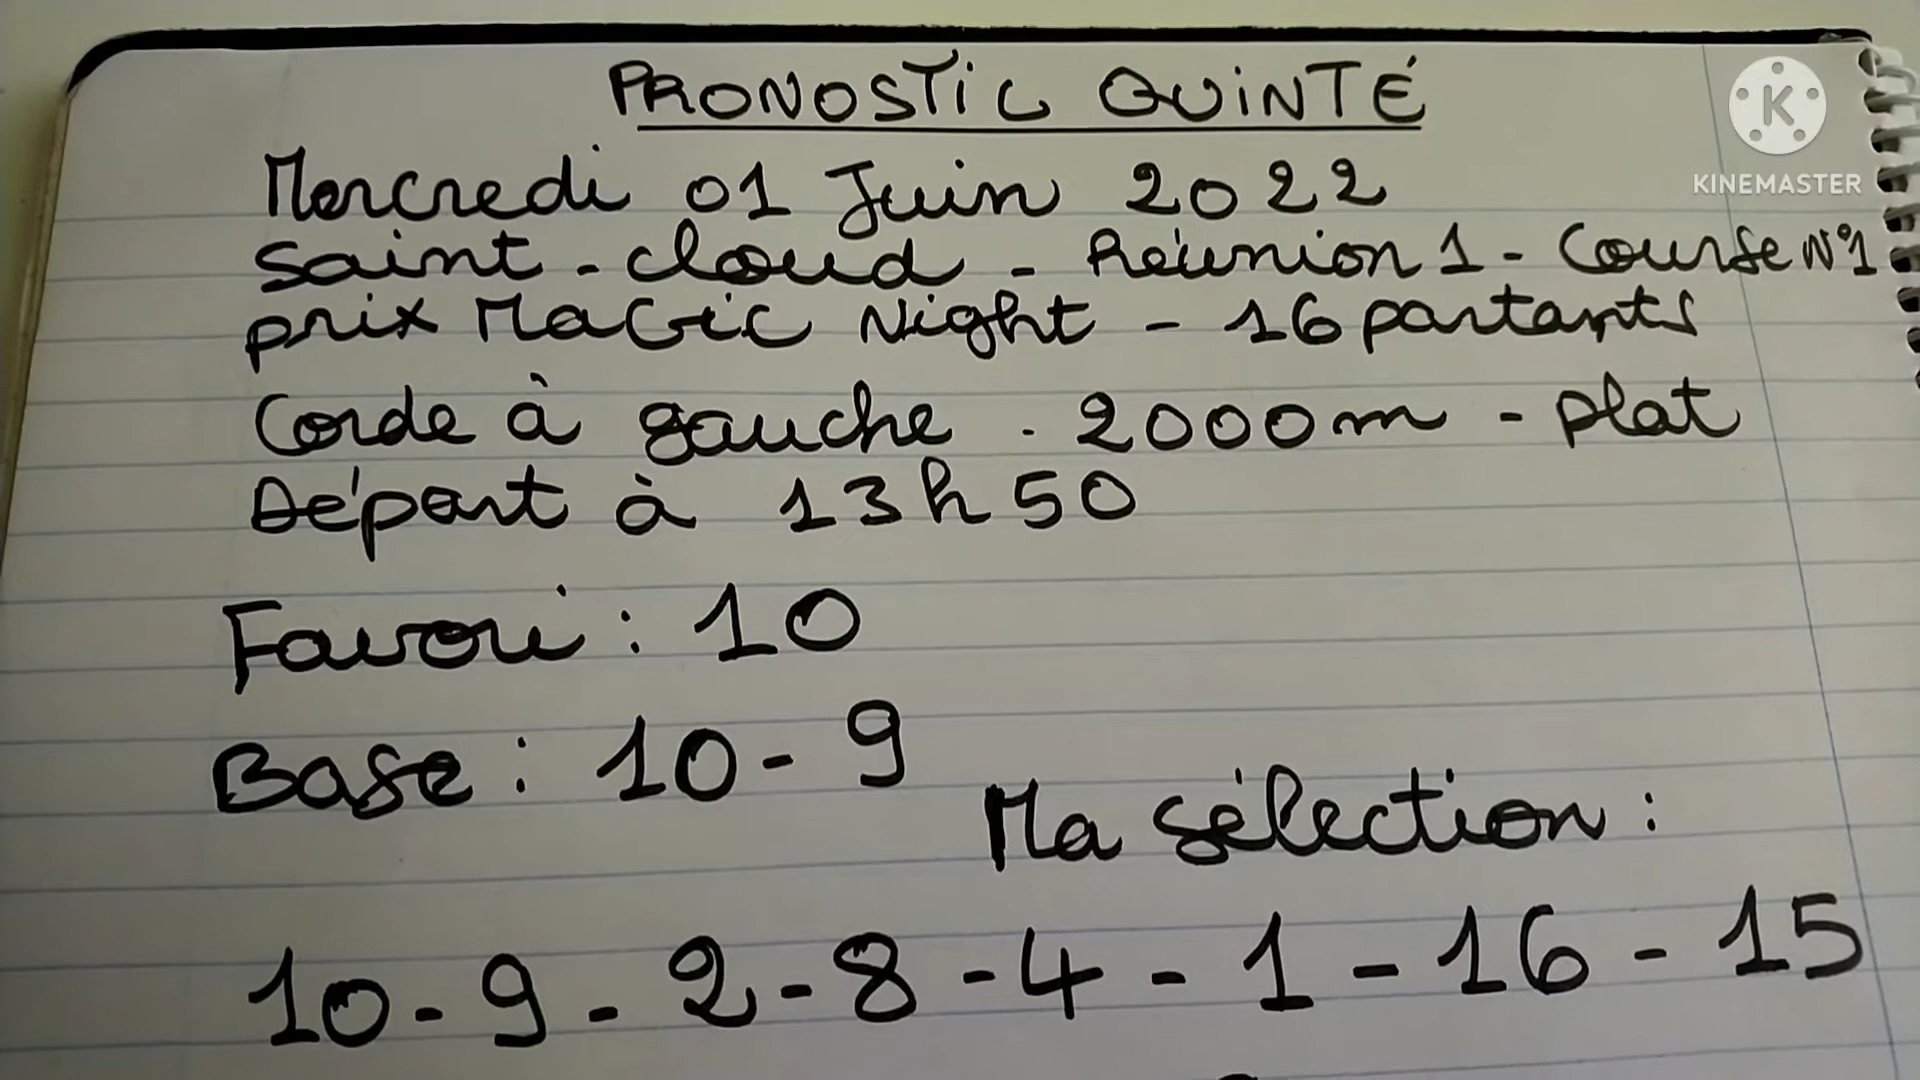 PRONOSTIC QUINTÉ
K
KINEMASTER
Mercredi 01 Juin 2022
Saint-cloud - Réunion 1 - Course N°1
prix Magic Night - 16 partants
Corde à gauche . 2000m - plat
Départ à 13h50
Favori : 10
Base : 10 - 9
Ma sélection :
10 - 9 - 2 - 8 - 4 - 1 - 16 - 15